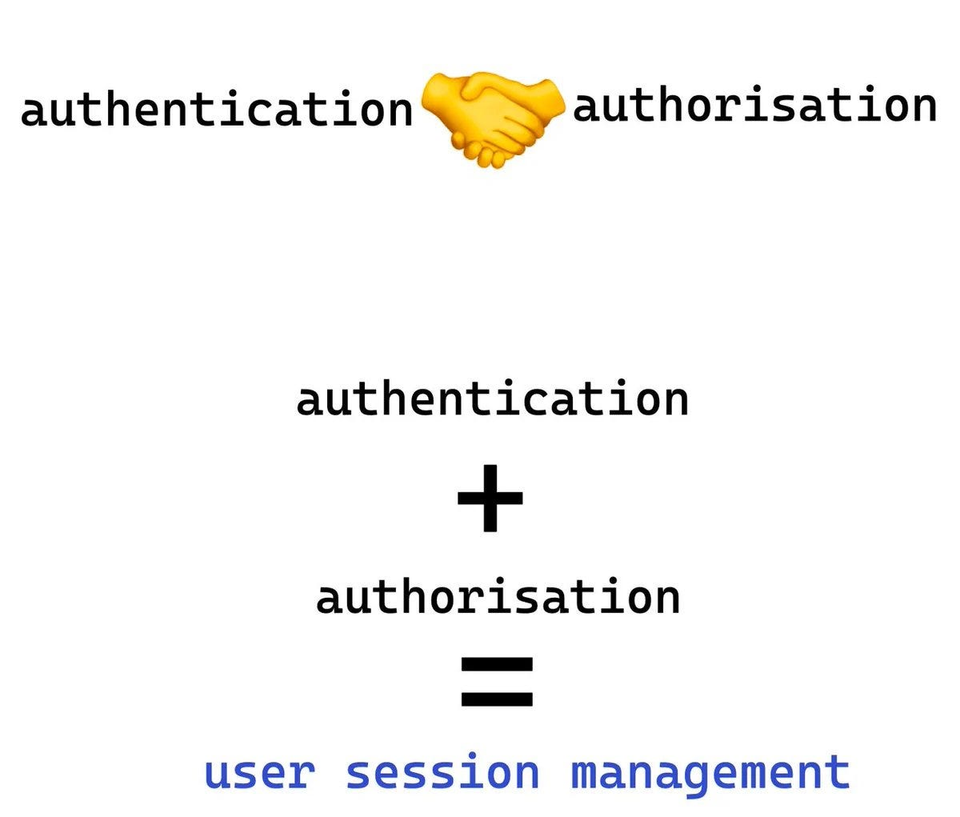 authentication🤝authorisation
authentication
+
authorisation
=
user session management